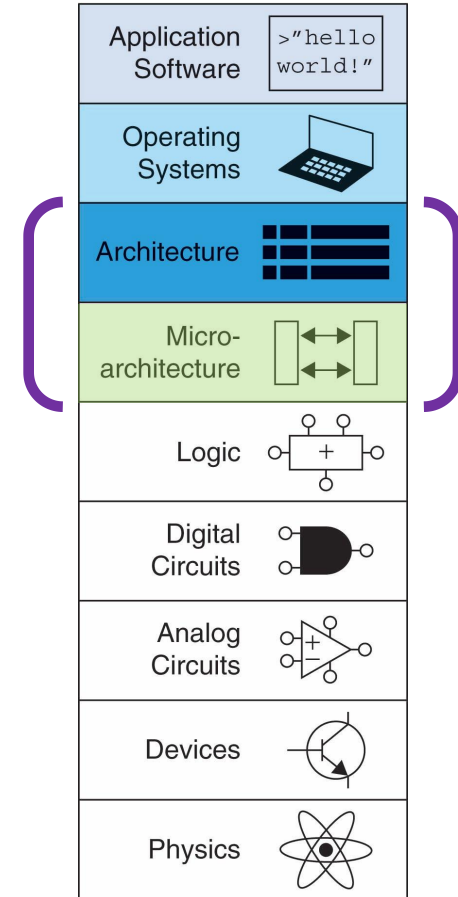 Application
Software
>"hello
world!"
Operating
Systems
Architecture
Micro-
architecture
Logic
+
Digital
Circuits
Analog
Circuits
+
−
Devices
Physics